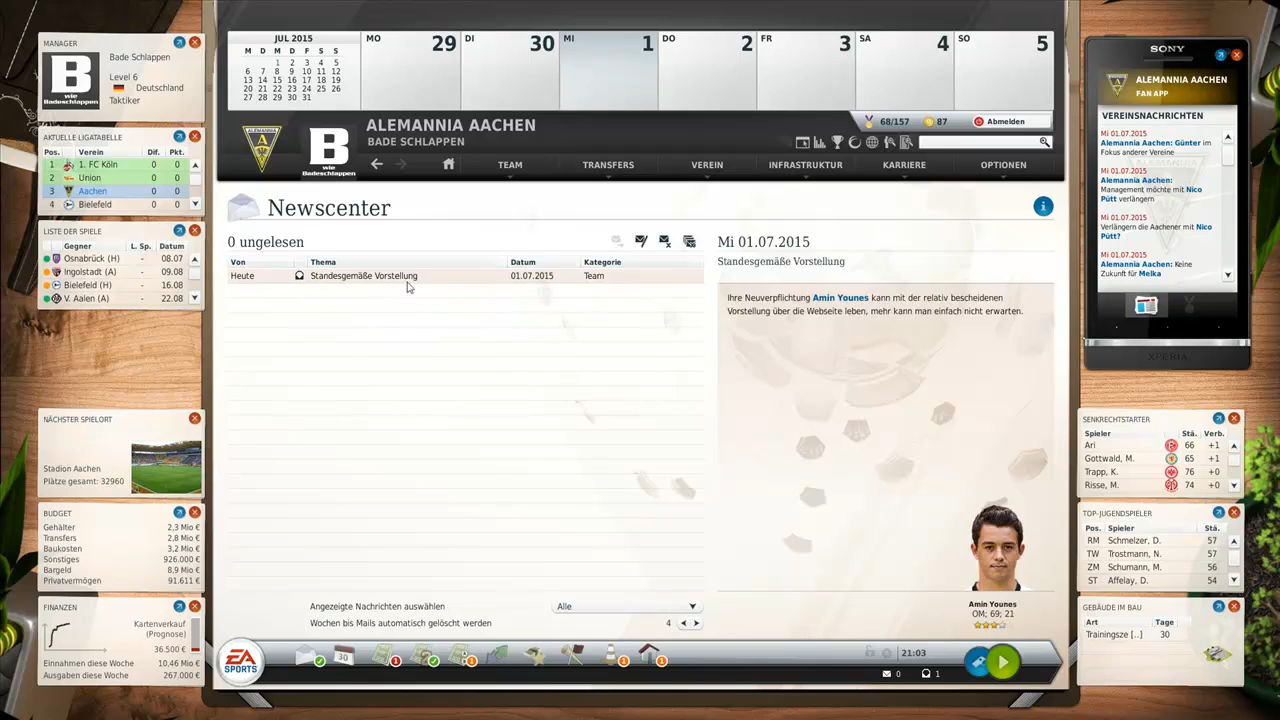 MANAGER
B
wie
Badeschlappen
Bade Schlappen
Level 6
Deutschland
Taktiker
AKTUELLE LIGATABELLE
Pos. Verein Dif. Pkt.
1 1. FC Köln 0 0
2 Union 0 0
3 Aachen 0 0
4 Bielefeld 0 0
LISTE DER SPIELE
Gegner L. Sp. Datum
Osnabrück (H) - 08.07
Ingolstadt (A) - 09.08
Bielefeld (H) - 16.08
V. Aalen (A) - 22.08
NÄCHSTER SPIELORT
Stadion Aachen
Plätze gesamt: 32960
BUDGET
Gehälter 2,3 Mio €
Transfers 2,8 Mio €
Baukosten 3,2 Mio €
Sonstiges 926.000 €
Bargeld 8,9 Mio €
Privatvermögen 91.611 €
FINANZEN
Kartenverkauf
(Prognose)
36.500 €
Einnahmen diese Woche 10,46 Mio €
Ausgaben diese Woche 267.000 €
JUL 2015
M D M D F S S
1 2 3 4 5
6 7 8 9 10 11 12
13 14 15 16 17 18 19
20 21 22 23 24 25 26
27 28 29 30 31
MO 29
DI 30
MI 1
DO 2
FR 3
SA 4
SO 5
ALEMANNIA
B
wie
Badeschlappen
ALEMANNIA AACHEN
BADE SCHLAPPEN
68/157
87
Abmelden
TEAM TRANSFERS VEREIN INFRASTRUKTUR KARRIERE OPTIONEN
Newscenter
0 ungelesen
Von Thema Datum Kategorie
Heute Standesgemäße Vorstellung 01.07.2015 Team
Angezeigte Nachrichten auswählen Alle
Wochen bis Mails automatisch gelöscht werden 4
Mi 01.07.2015
Standesgemäße Vorstellung
Ihre Neuverpflichtung Amin Younes kann mit der relativ bescheidenen
Vorstellung über die Webseite leben, mehr kann man einfach nicht erwarten.
Amin Younes
OM; 69; 21
EA
SPORTS
30
1
1
1
1
21:03
0
1
SONY
ALEMANNIA AACHEN
FAN APP
VEREINSNACHRICHTEN
Mi 01.07.2015
Alemannia Aachen: Günter im
Fokus anderer Vereine
Mi 01.07.2015
Alemannia Aachen:
Management möchte mit Nico
Pütt verlängern
Mi 01.07.2015
Verlängern die Aachener mit Nico
Pütt?
Mi 01.07.2015
Alemannia Aachen: Keine
Zukunft für Melka
XPERIA
SENKRECHTSTARTER
Spieler Stä. Verb.
Ari 66 +1
Gottwald, M. 65 +1
Trapp, K. 76 +0
Risse, M. 74 +0
TOP-JUGENDSPIELER
Pos. Spieler Stä.
RM Schmelzer, D. 57
TW Trostmann, N. 57
ZM Schumann, M. 56
ST Affelay, D. 54
GEBÄUDE IM BAU
Art Tage
Trainingsze [..] 30